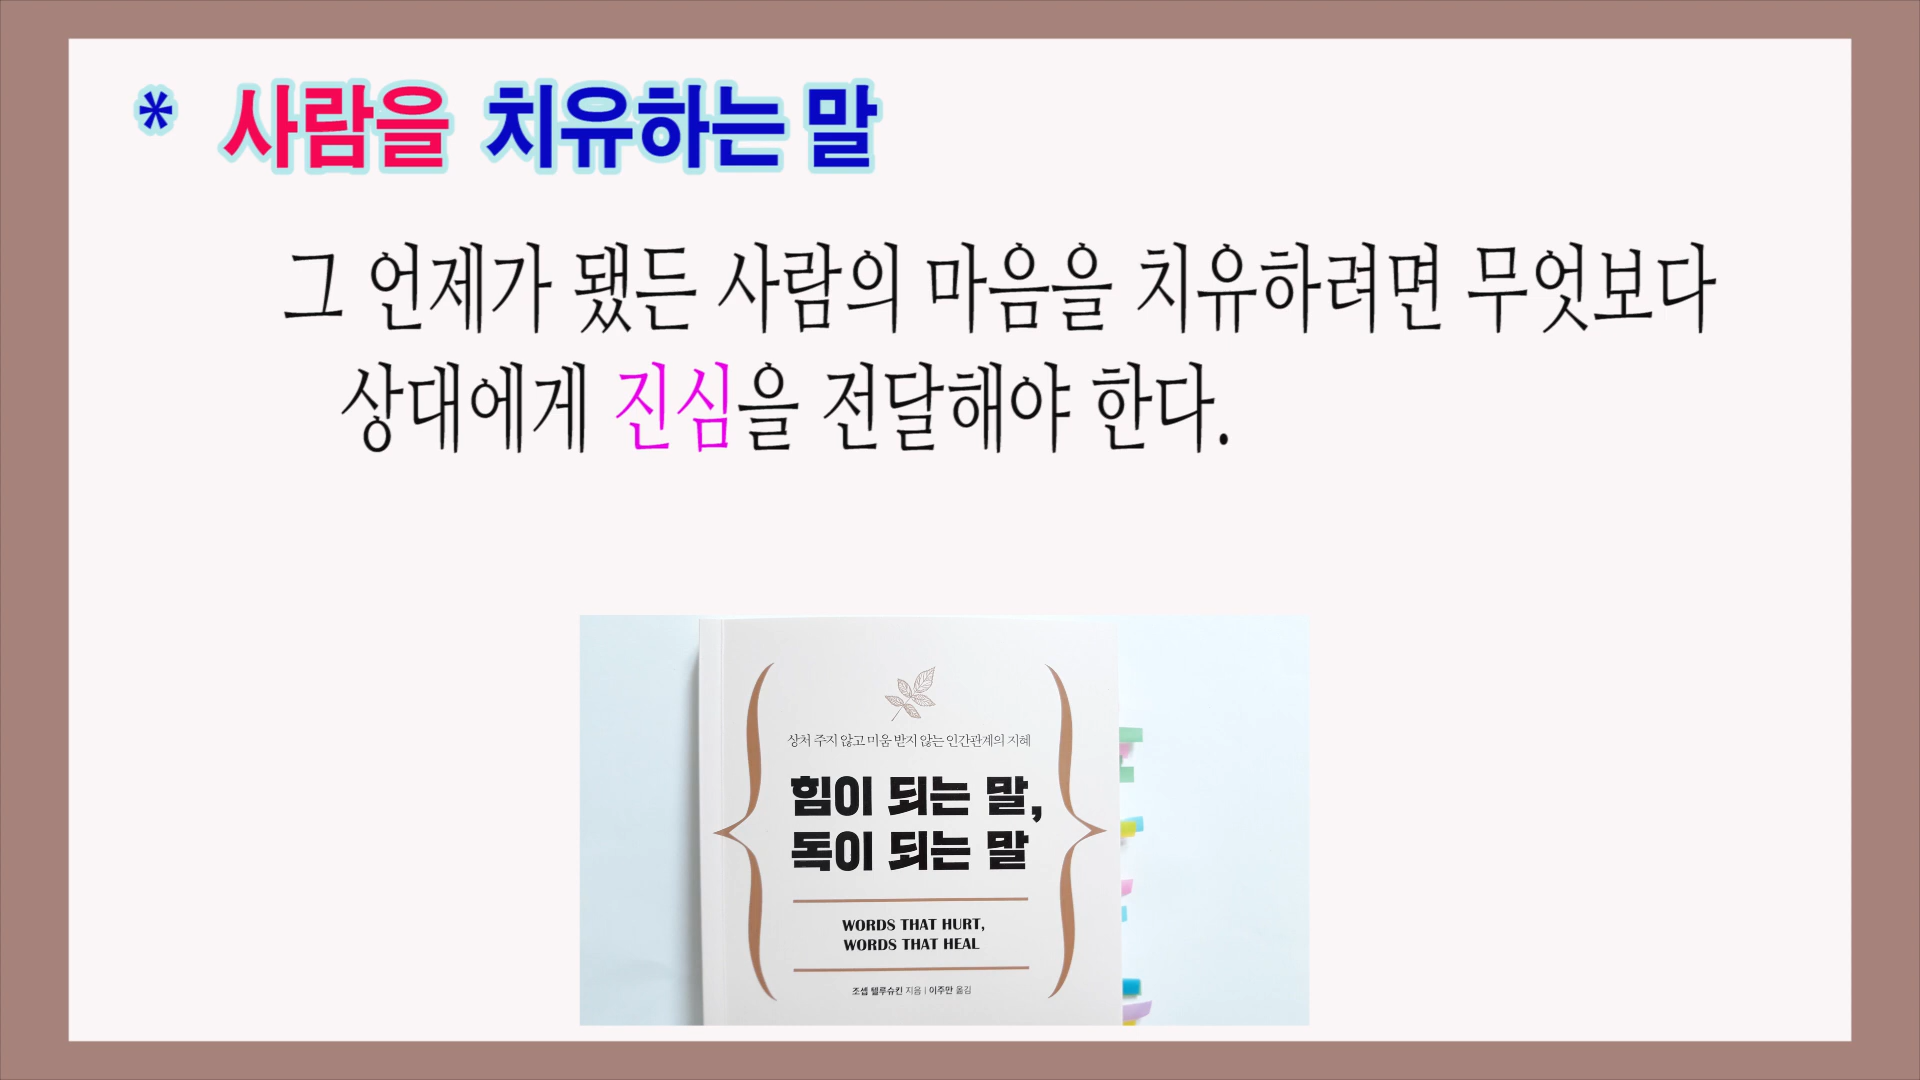 * 사람을 치유하는 말
그 언제가 됐든 사람의 마음을 치유하려면 무엇보다
상대에게 진심을 전달해야 한다.
상처 주지 않고 미움 받지 않는 인간관계의 지혜
힘이 되는 말,
독이 되는 말
WORDS THAT HURT,
WORDS THAT HEAL
조셉 텔루슈킨 지음 | 이주만 옮김